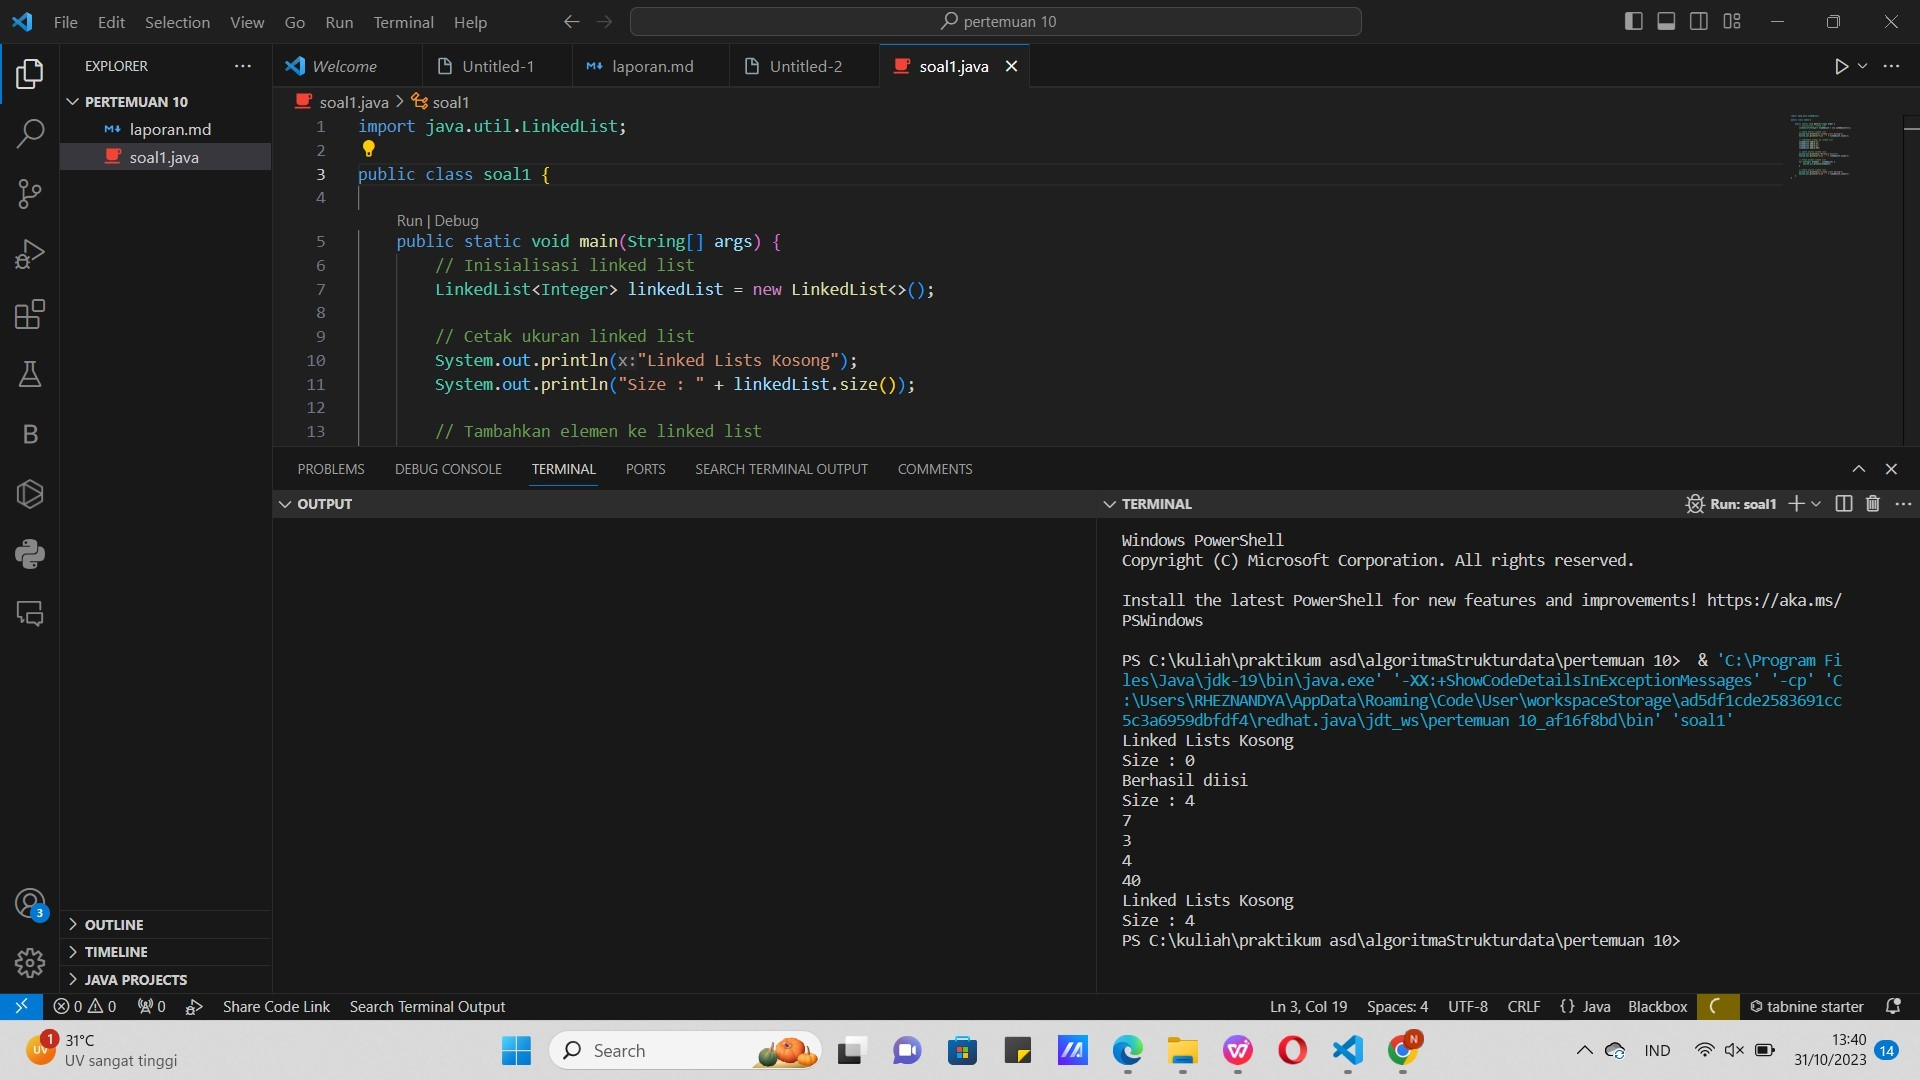 File Edit Selection View Go Run Terminal Help
pertemuan 10
EXPLORER
PERTEMUAN 10
laporan.md
soal1.java
OUTLINE
TIMELINE
JAVA PROJECTS
Welcome
Untitled-1
laporan.md
Untitled-2
soal1.java
soal1.java > soal1
1 import java.util.LinkedList;
2
3 public class soal1 {
4
Run | Debug
5 public static void main(String[] args) {
6 // Inisialisasi linked list
7 LinkedList<Integer> linkedList = new LinkedList<>();
8
9 // Cetak ukuran linked list
10 System.out.println(x:"Linked Lists Kosong");
11 System.out.println("Size : " + linkedList.size());
12
13 // Tambahkan elemen ke linked list
PROBLEMS DEBUG CONSOLE TERMINAL PORTS SEARCH TERMINAL OUTPUT COMMENTS
OUTPUT
TERMINAL
Run: soal1
Windows PowerShell
Copyright (C) Microsoft Corporation. All rights reserved.
Install the latest PowerShell for new features and improvements! https://aka.ms/
PSWindows
PS C:\kuliah\praktikum asd\algoritmaStrukturdata\pertemuan 10> & 'C:\Program Fi
les\Java\jdk-19\bin\java.exe' '-XX:+ShowCodeDetailsInExceptionMessages' '-cp' 'C
:\Users\RHEZNANDYA\AppData\Roaming\Code\User\workspaceStorage\ad5df1cde2583691cc
5c3a6959dbfdf4\redhat.java\jdt_ws\pertemuan 10_af16f8bd\bin' 'soal1'
Linked Lists Kosong
Size : 0
Berhasil diisi
Size : 4
7
3
4
40
Linked Lists Kosong
Size : 4
PS C:\kuliah\praktikum asd\algoritmaStrukturdata\pertemuan 10>
3
0 0 0 Share Code Link Search Terminal Output
Ln 3, Col 19 Spaces: 4 UTF-8 CRLF {} Java Blackbox tabnine starter
UV 1
31°C
UV sangat tinggi
Search
N
IND
13:40
31/10/2023
14